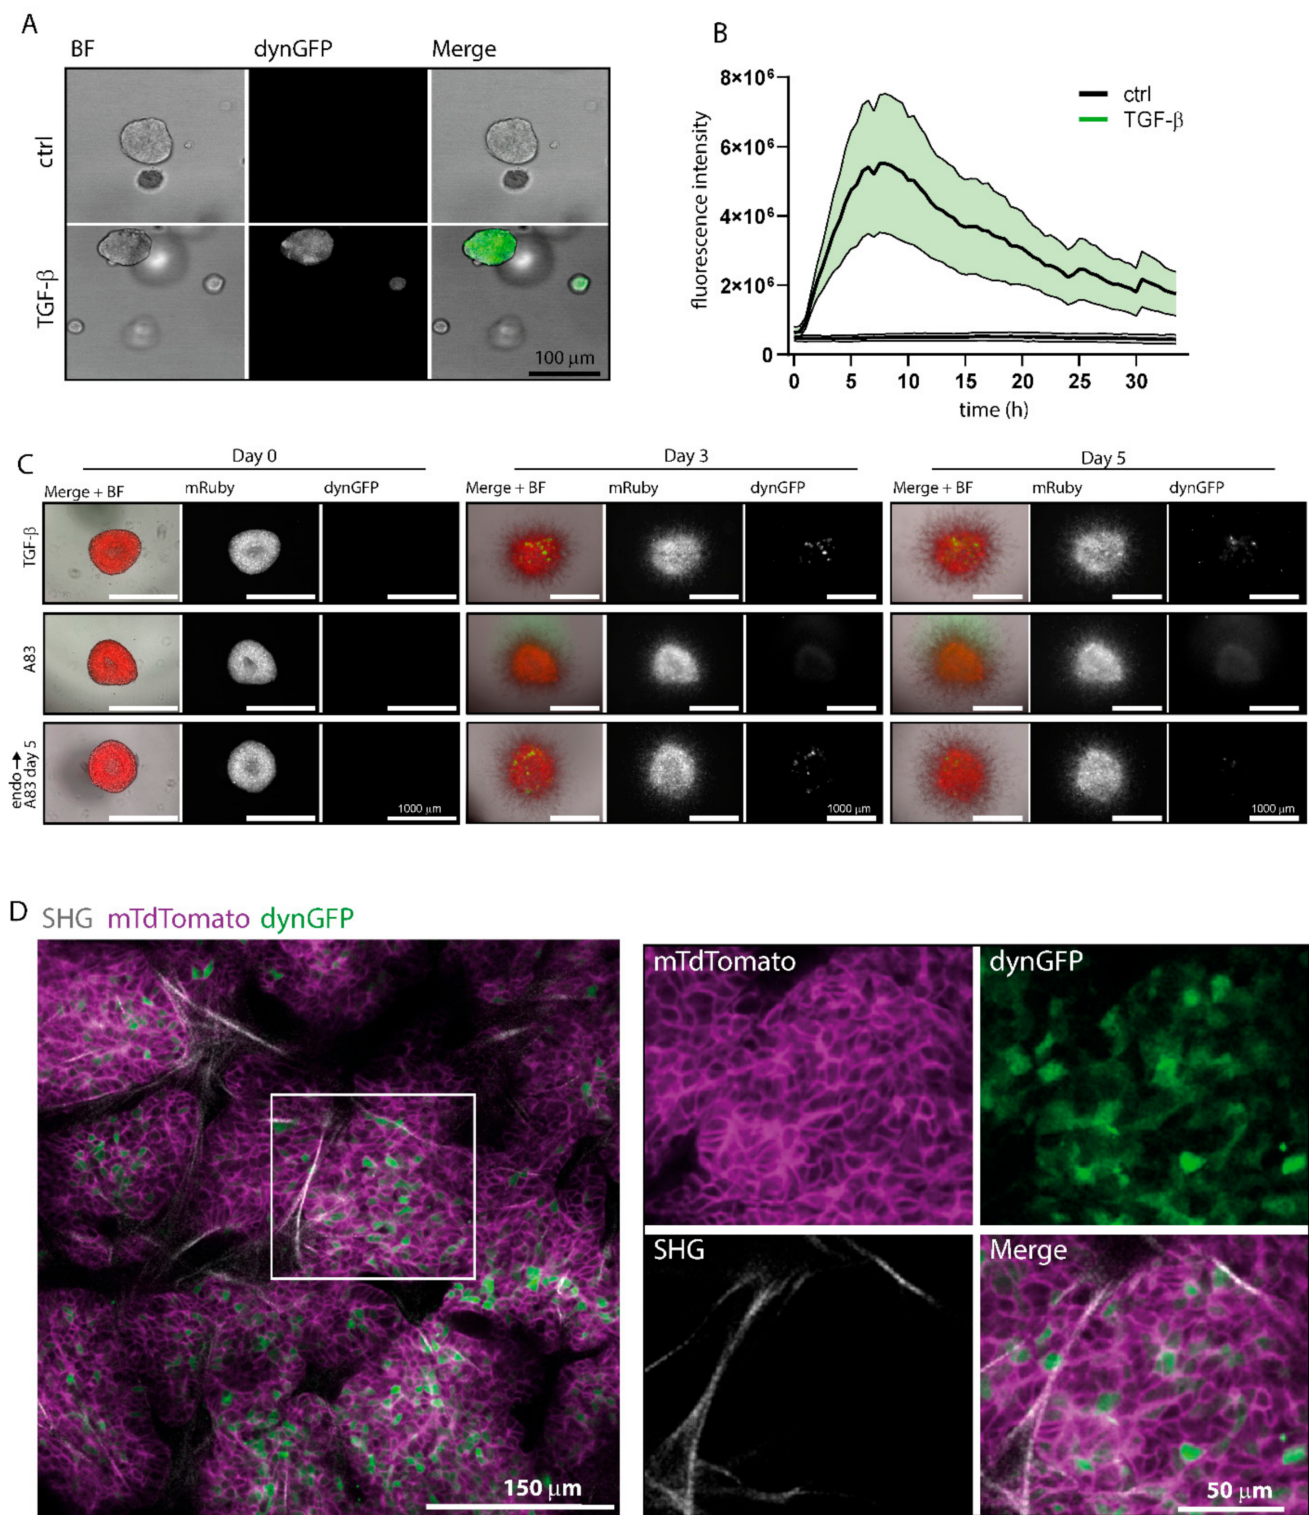 A
BF dynGFP Merge
ctrl
TGF-β
100 μm
B
8×10⁶
6×10⁶
4×10⁶
2×10⁶
0
fluorescence intensity
0 5 10 15 20 25 30
time (h)
ctrl
TGF-β
C
Day 0 Day 3 Day 5
Merge + BF mRuby dynGFP Merge + BF mRuby dynGFP Merge + BF mRuby dynGFP
TGF-β
A83
endo→
A83 day 5
1000 μm 1000 μm 1000 μm
D SHG mTdTomato dynGFP
150 μm
mTdTomato dynGFP
SHG Merge
50 μm